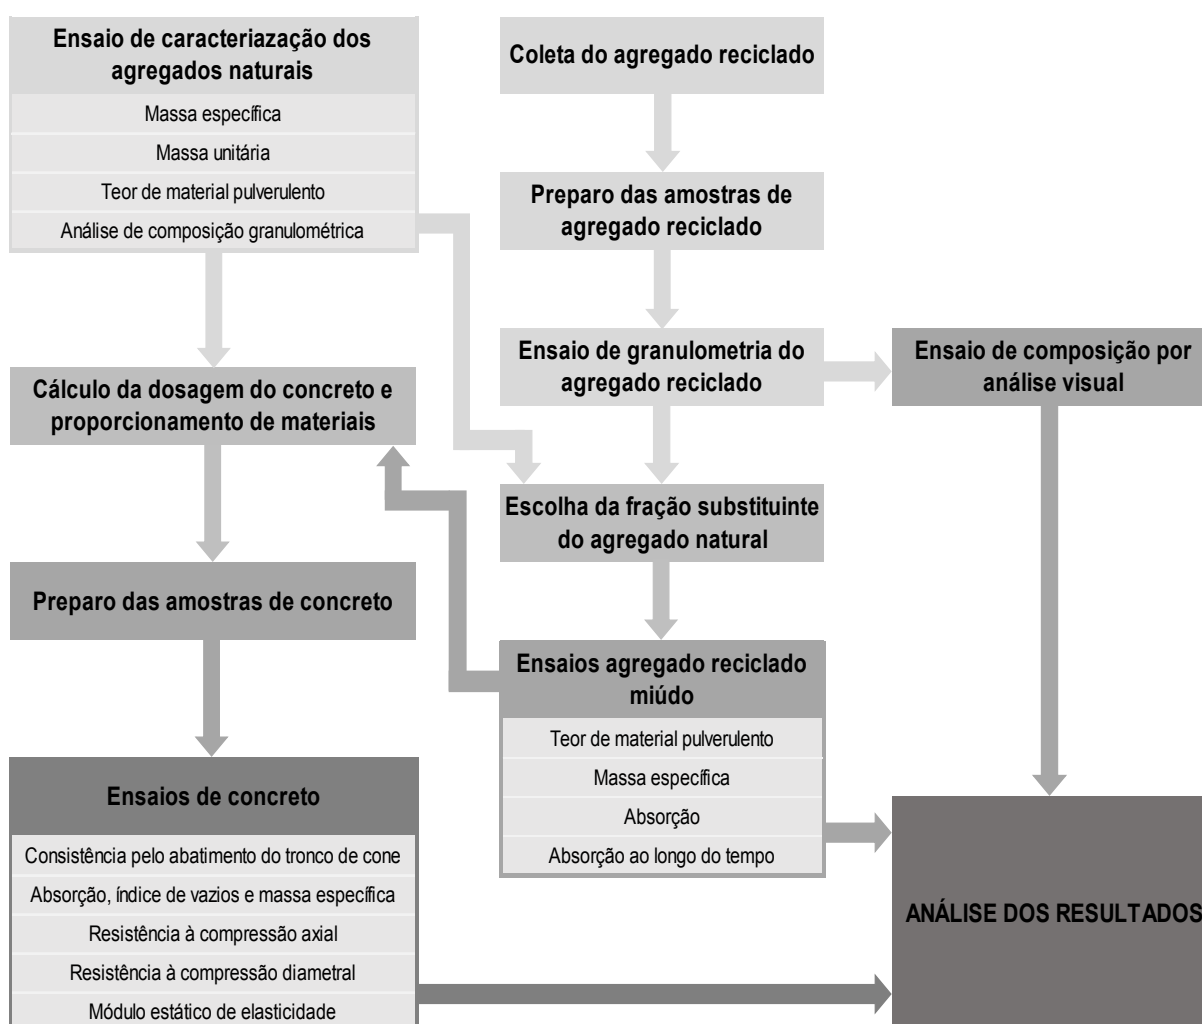 Ensaio de caracteriazação dos
agregados naturais
Massa específica
Massa unitária
Teor de material pulverulento
Análise de composição granulométrica
Coleta do agregado reciclado
Preparo das amostras de
agregado reciclado
Ensaio de granulometria do
agregado reciclado
Ensaio de composição por
análise visual
Cálculo da dosagem do concreto e
proporcionamento de materiais
Escolha da fração substituinte
do agregado natural
Preparo das amostras de concreto
Ensaios agregado reciclado
miúdo
Teor de material pulverulento
Massa específica
Absorção
Absorção ao longo do tempo
Ensaios de concreto
Consistência pelo abatimento do tronco de cone
Absorção, índice de vazios e massa específica
Resistência à compressão axial
Resistência à compressão diametral
Módulo estático de elasticidade
ANÁLISE DOS RESULTADOS